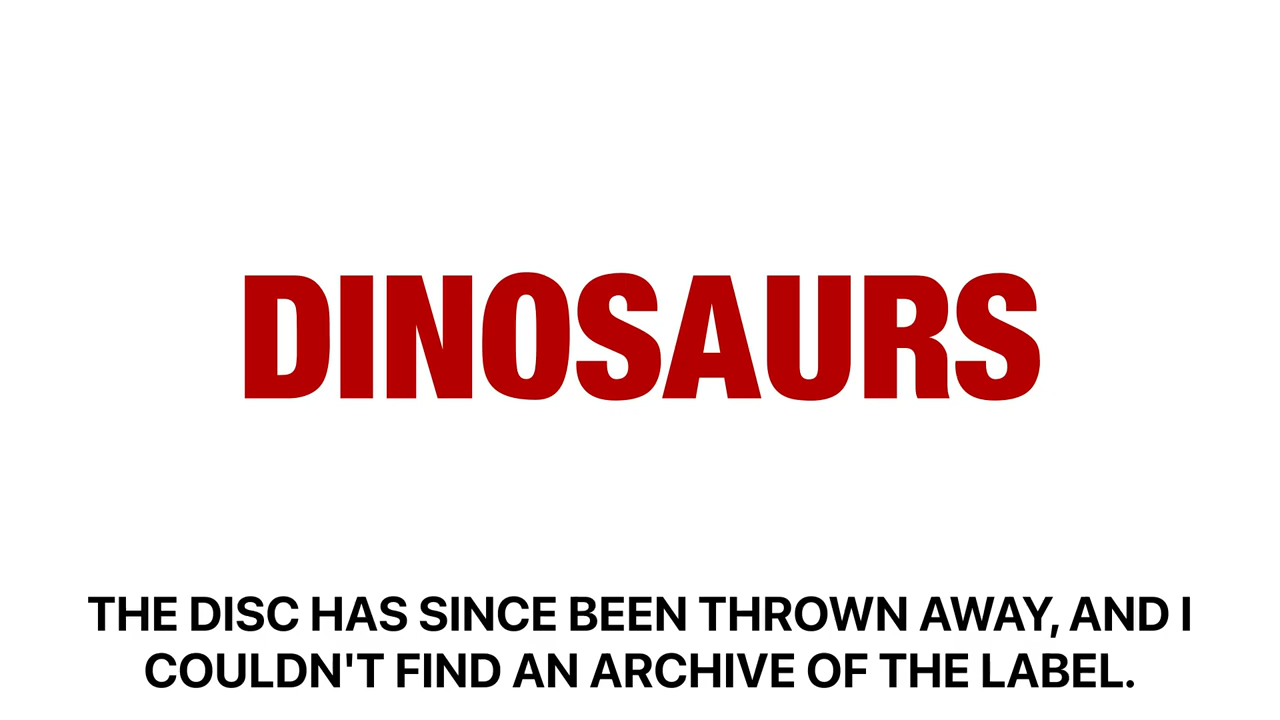 DINOSAURS
THE DISC HAS SINCE BEEN THROWN AWAY, AND I
COULDN'T FIND AN ARCHIVE OF THE LABEL.